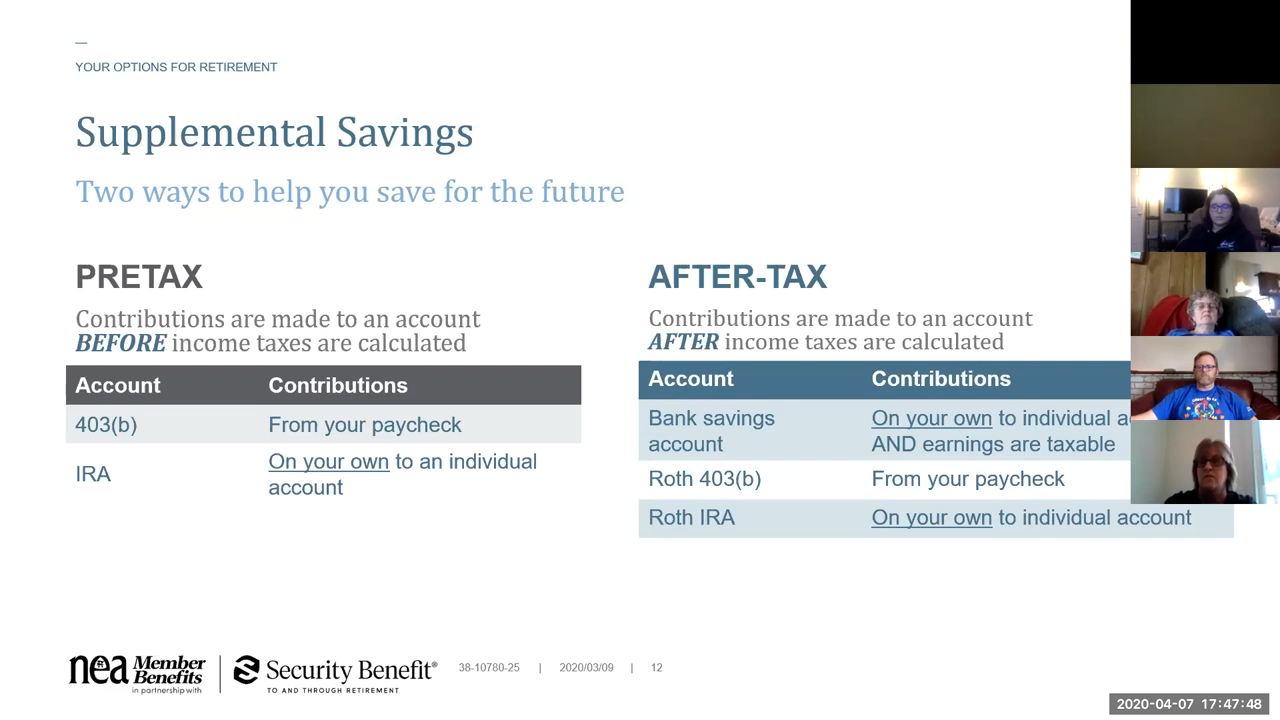 YOUR OPTIONS FOR RETIREMENT
Supplemental Savings
Two ways to help you save for the future
PRETAX
Contributions are made to an account
BEFORE income taxes are calculated
Account Contributions
403(b) From your paycheck
IRA On your own to an individual
account
AFTER-TAX
Contributions are made to an account
AFTER income taxes are calculated
Account Contributions
Bank savings On your own to individual
account AND earnings are taxable
Roth 403(b) From your paycheck
Roth IRA On your own to individual account
nea Member
Benefits
in partnership with
Security Benefit®
TO AND THROUGH RETIREMENT
38-10780-25 | 2020/03/09 | 12
2020-04-07 17:47:48